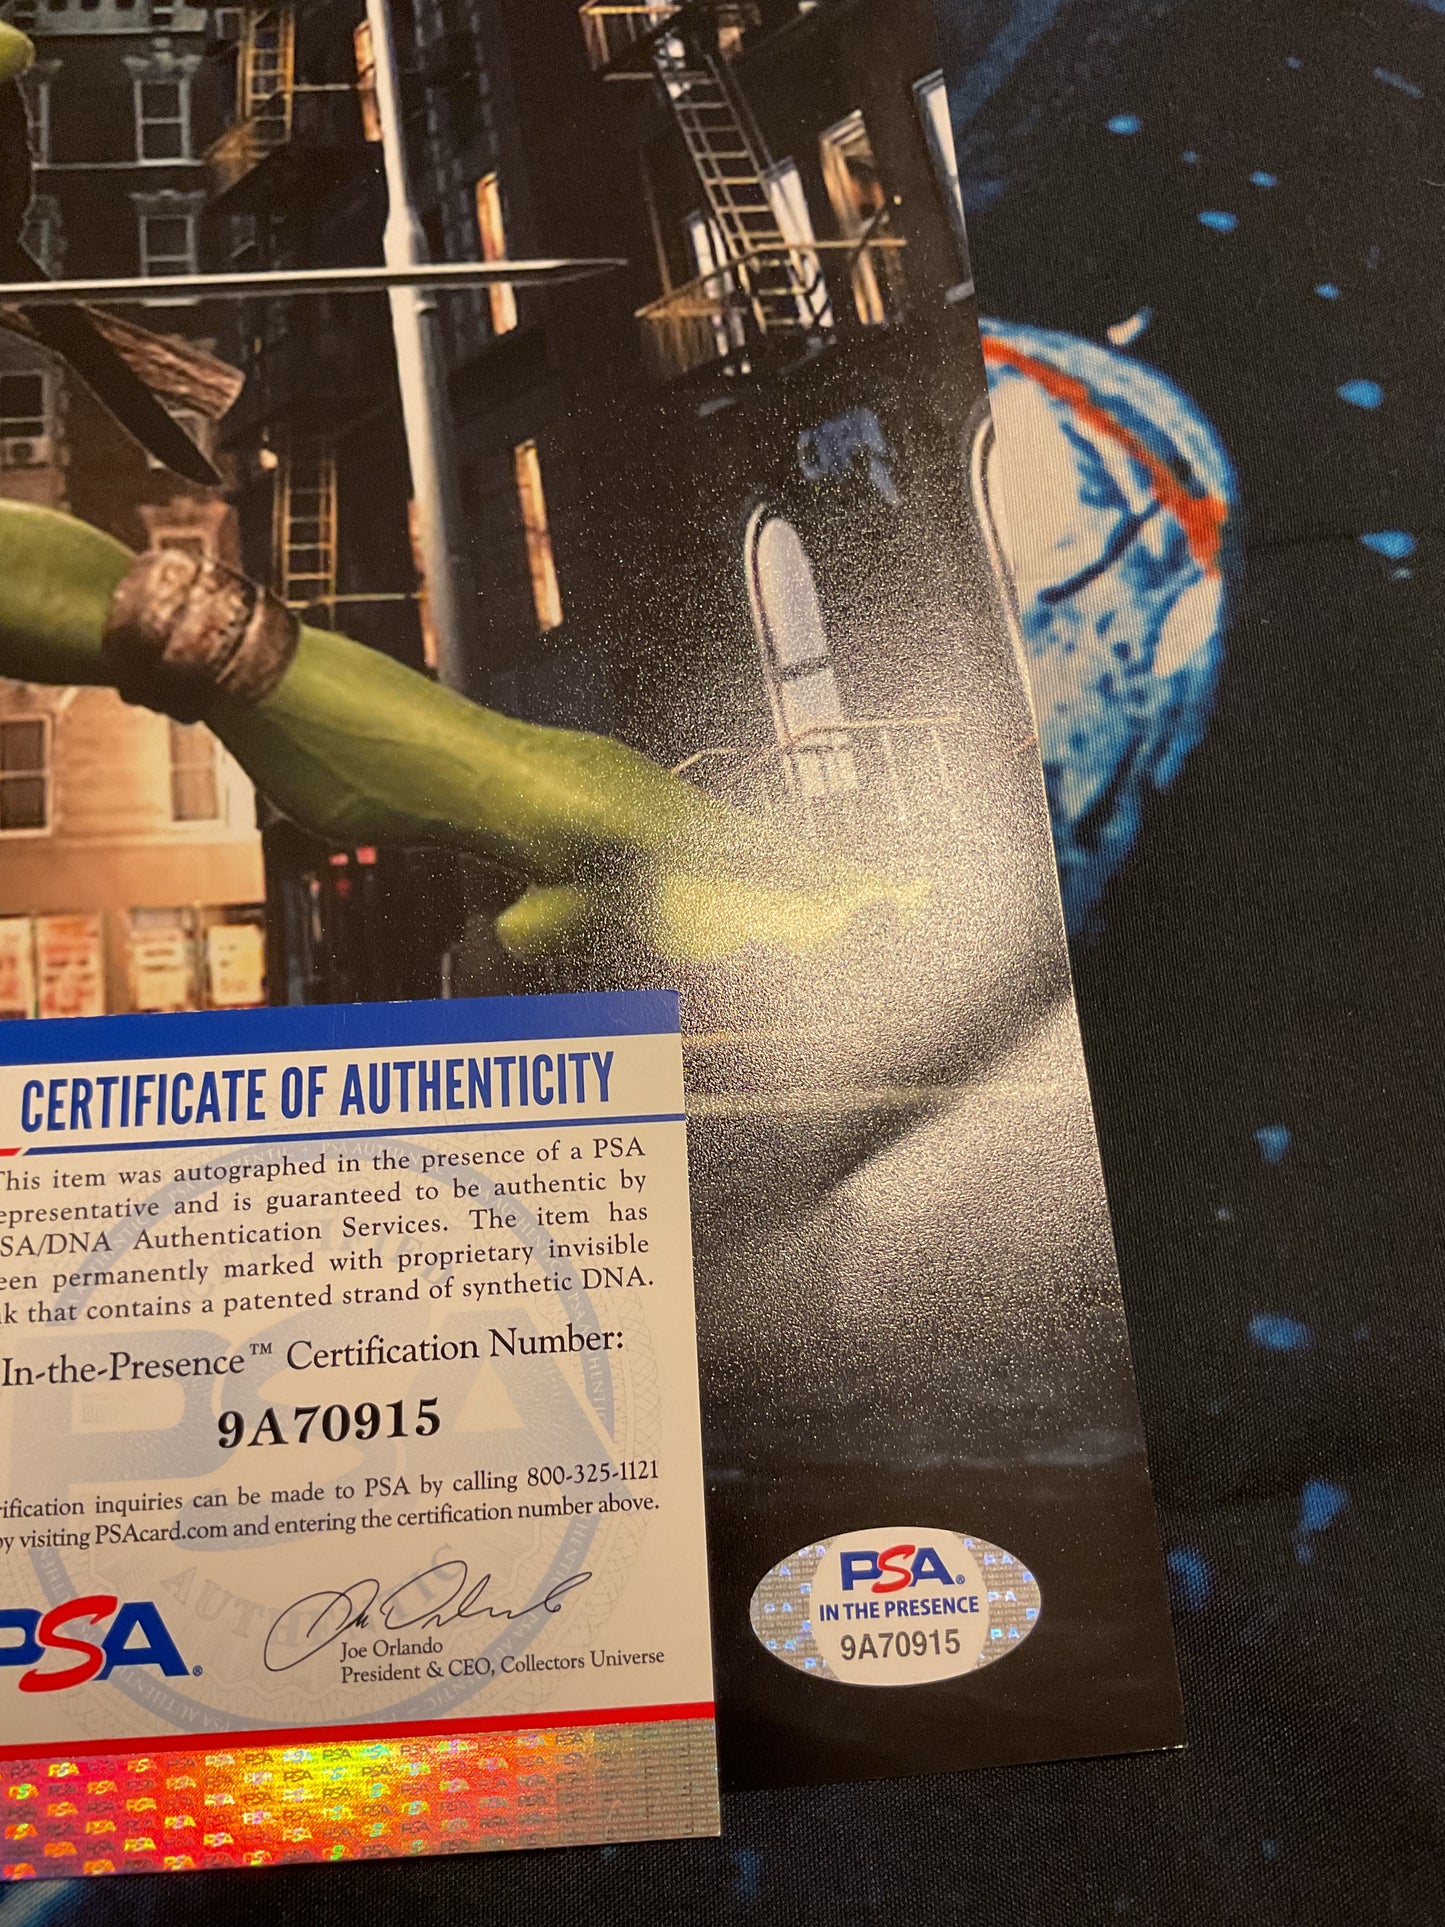 CERTIFICATE OF AUTHENTICITY
This item was autographed in the presence of a PSA
epresentative and is guaranteed to be authentic by
SA/DNA Authentication Services. The item has
een permanently marked with proprietary invisible
k that contains a patented strand of synthetic DNA.
In-the-Presence™ Certification Number:
9A70915
ification inquiries can be made to PSA by calling 800-325-1121
by visiting PSAcard.com and entering the certification number above.
PSA®
Joe Orlando
President & CEO, Collectors Universe
PSA®
IN THE PRESENCE
9A70915